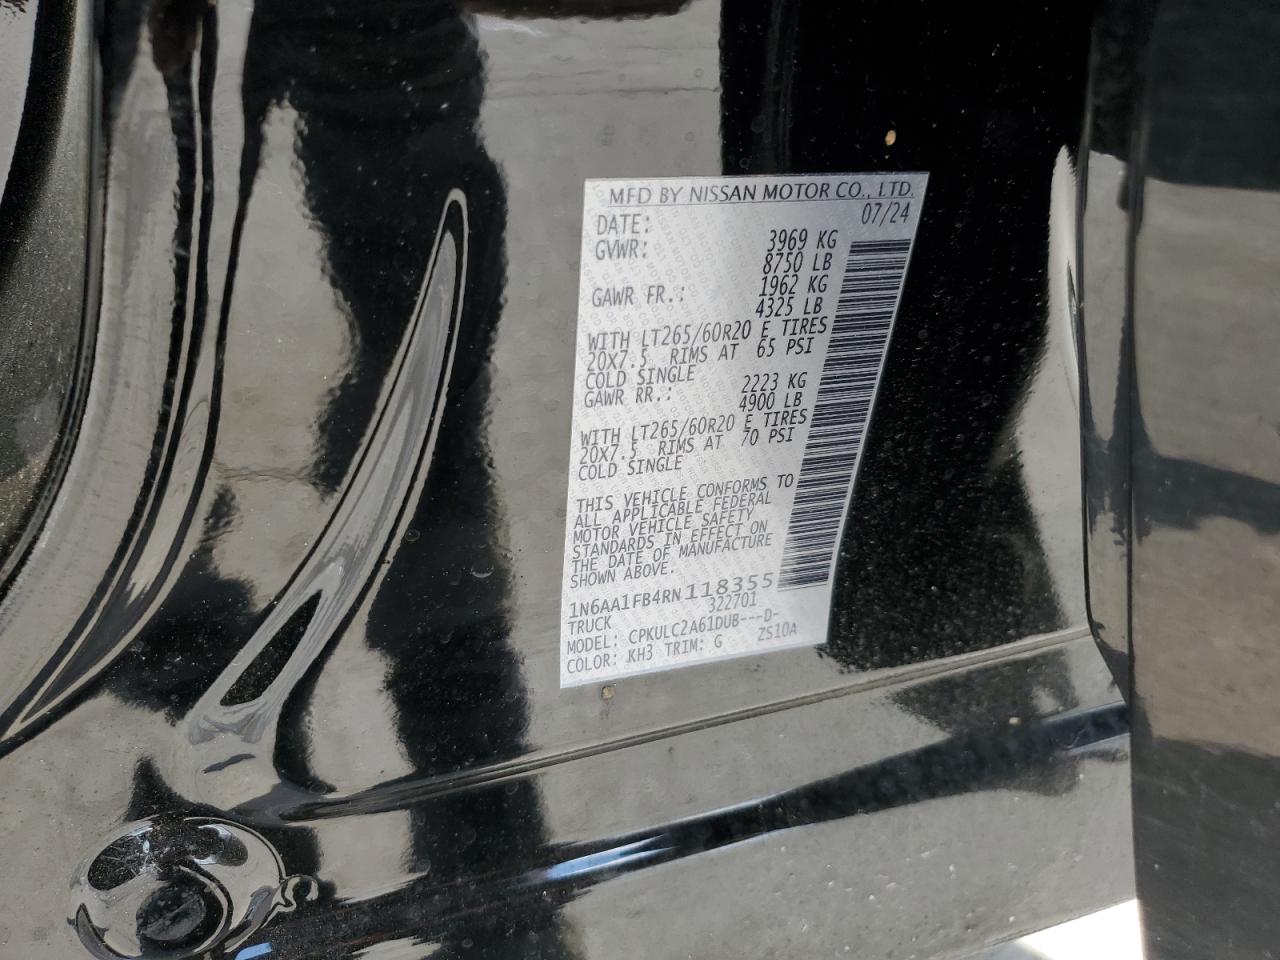 MFD BY NISSAN MOTOR CO., LTD.
DATE: 07/24
GVWR: 3969 KG
8750 LB
GAWR FR.: 1962 KG
4325 LB
WITH LT265/60R20 E TIRES
20X7.5 RIMS AT 65 PSI
COLD SINGLE
GAWR RR.: 2223 KG
4900 LB
WITH LT265/60R20 E TIRES
20X7.5 RIMS AT 70 PSI
COLD SINGLE
THIS VEHICLE CONFORMS TO
ALL APPLICABLE FEDERAL
MOTOR VEHICLE SAFETY
STANDARDS IN EFFECT ON
THE DATE OF MANUFACTURE
SHOWN ABOVE.
1N6AA1FB4RN118355
TRUCK 322701
MODEL: CPKULC2A61DUB---D-
COLOR: KH3 TRIM: G ZS10A